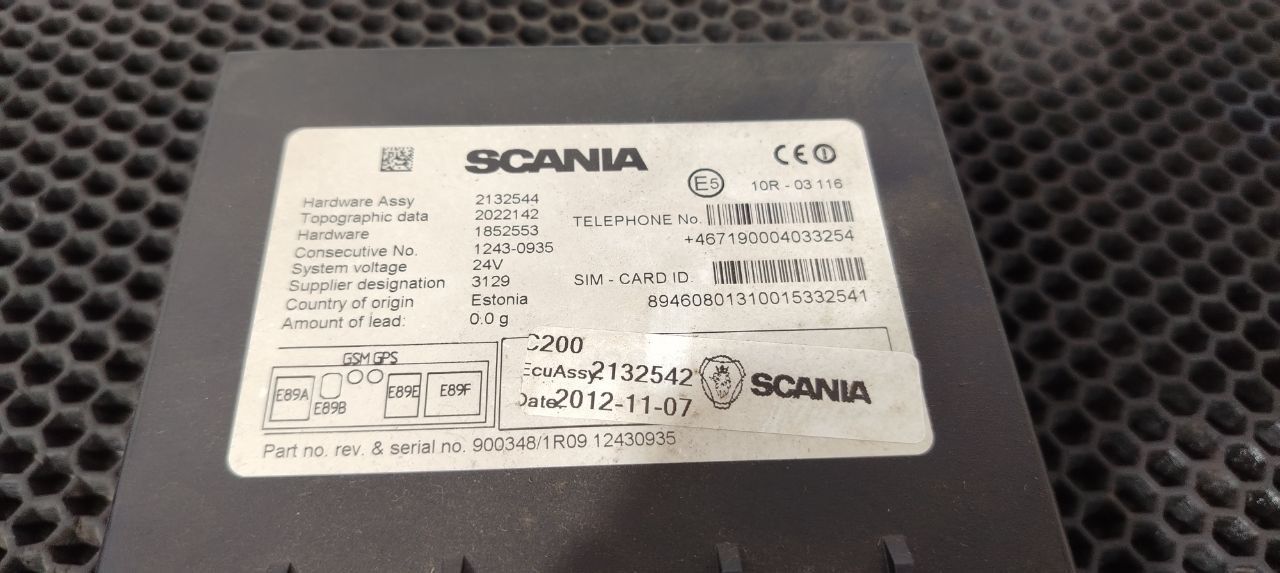 SCANIA
CE
E5
10R - 03 116
Hardware Assy 2132544
Topographic data 2022142
Hardware 1852553
Consecutive No. 1243-0935
System voltage 24V
Supplier designation 3129
Country of origin Estonia
Amount of lead: 0.0 g
TELEPHONE No.
+467190004033254
SIM - CARD ID.
89460801310015332541
GSM GPS
E89A
E89B
E89E
E89F
C200
EcuAssy 2132542
Date: 2012-11-07
SCANIA
Part no. rev. & serial no. 900348/1R09 12430935